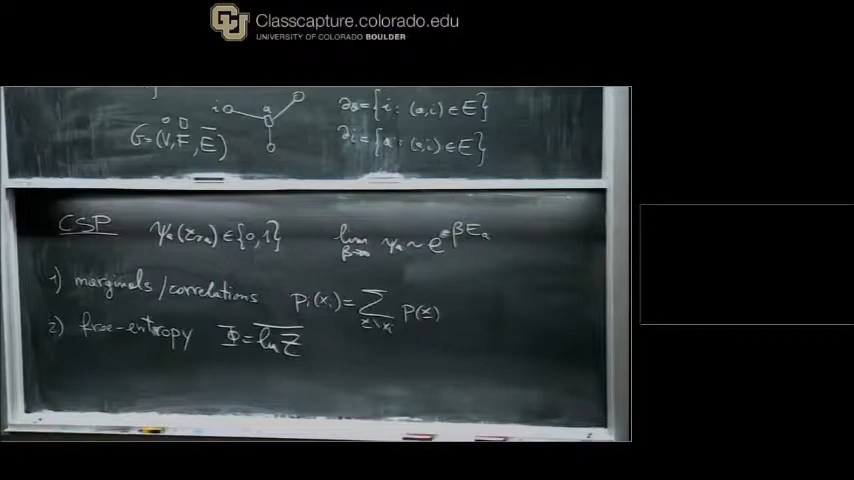 Classcapture.colorado.edu
UNIVERSITY OF COLORADO BOULDER
i a ∂a = {i : (a,i) ∈ E}
G = (V, F, E) ∂i = {a : (a,i) ∈ E}
CSP ψₐ(x_∂a) ∈ {0,1} lim β→∞ ψₐ ~ e^{-βEₐ}
1) marginals/correlations pᵢ(xᵢ) = ∑_{x\xᵢ} p(x)
2) free-entropy Φ = ln Z